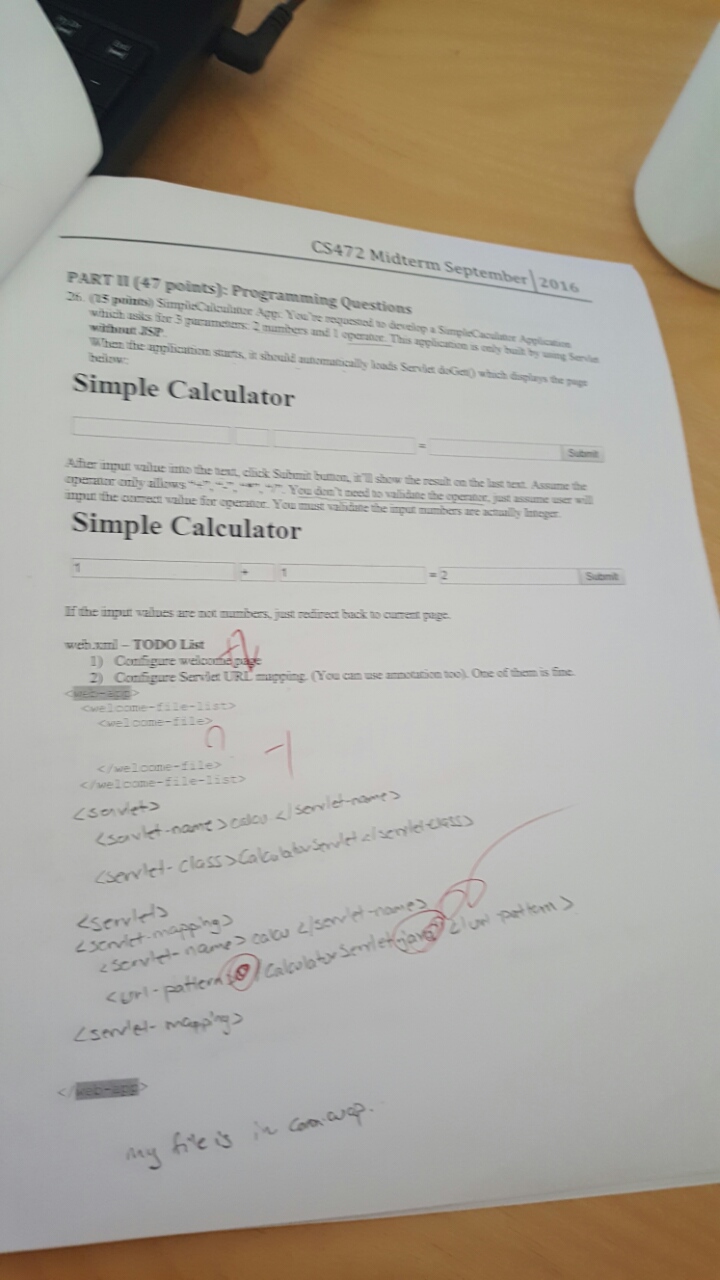 CS472 Midterm September 2016
PART II (47 points): Programming Questions
26. (15 points) SimpleCalculator App: You're requested to develop a SimpleCaculator Application
which asks for 3 parameters: 2 numbers and 1 operator. This application is only built by using Servlet
without JSP.
When the application starts, it should automatically loads Servlet doGet() which displays the page
below:
Simple Calculator
= Submit
After input value into the text, click Submit button, it'll show the result on the last text. Assume the
operator only allows "+", "-", "*", "/". You don't need to validate the operator, just assume user will
input the correct value for operator. You must validate the input numbers are actually Integer.
Simple Calculator
1 + 1 = 2 Submit
If the input values are not numbers, just redirect back to current page.
web.xml – TODO List
1) Configure welcome page
2) Configure Servlet URL mapping. (You can use annotation too). One of them is fine.
<web-app>
<welcome-file-list>
<welcome-file>
-1
</welcome-file>
</welcome-file-list>
<servlet>
<servlet-name>calcu</servlet-name>
<servlet-class>CalculatorServlet</servlet-class>
<servlet>
<servlet-mapping>
<servlet-name>calcu</servlet-name>
<url-pattern> /CalculatorServlet.java </url-pattern>
<servlet-mapping>
</web-app>
my file is in